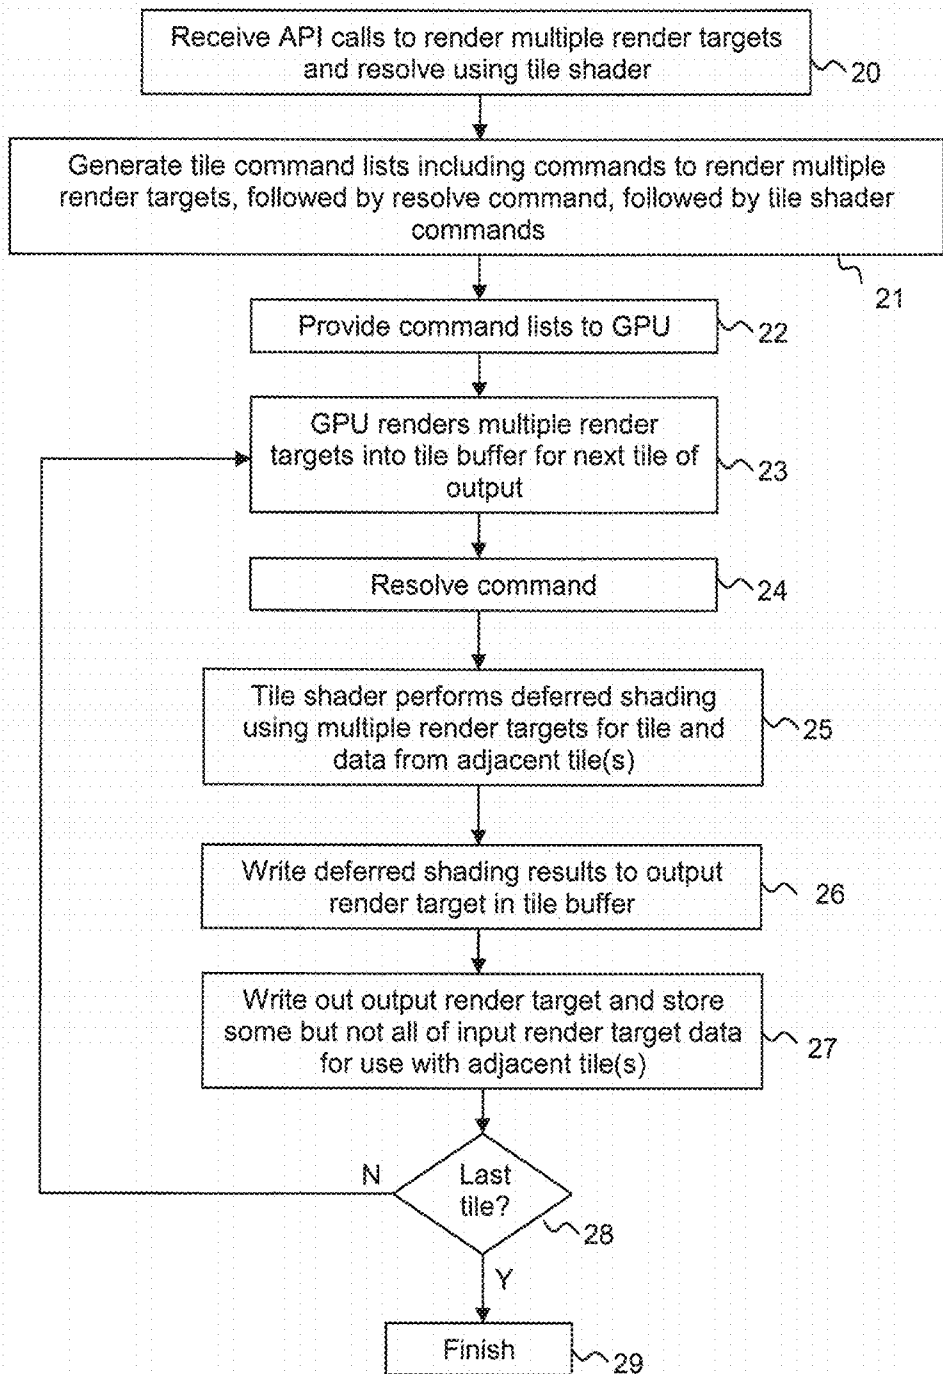 Receive API calls to render multiple render targets
and resolve using tile shader
20
Generate tile command lists including commands to render multiple
render targets, followed by resolve command, followed by tile shader
commands
21
Provide command lists to GPU
22
GPU renders multiple render
targets into tile buffer for next tile of
output
23
Resolve command
24
Tile shader performs deferred shading
using multiple render targets for tile and
data from adjacent tile(s)
25
Write deferred shading results to output
render target in tile buffer
26
Write out output render target and store
some but not all of input render target data
for use with adjacent tile(s)
27
N
Last
tile?
28
Y
Finish
29